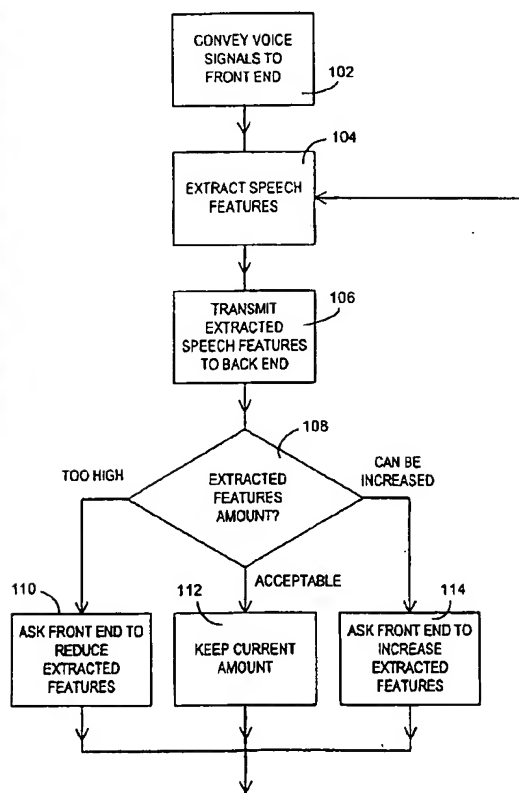 CONVEY VOICE
SIGNALS TO
FRONT END
102
104
EXTRACT SPEECH
FEATURES
TRANSMIT
EXTRACTED
SPEECH FEATURES
TO BACK END
106
108
TOO HIGH
EXTRACTED
FEATURES
AMOUNT?
CAN BE
INCREASED
ACCEPTABLE
110
ASK FRONT END TO
REDUCE
EXTRACTED
FEATURES
112
KEEP CURRENT
AMOUNT
114
ASK FRONT END TO
INCREASE
EXTRACTED
FEATURES